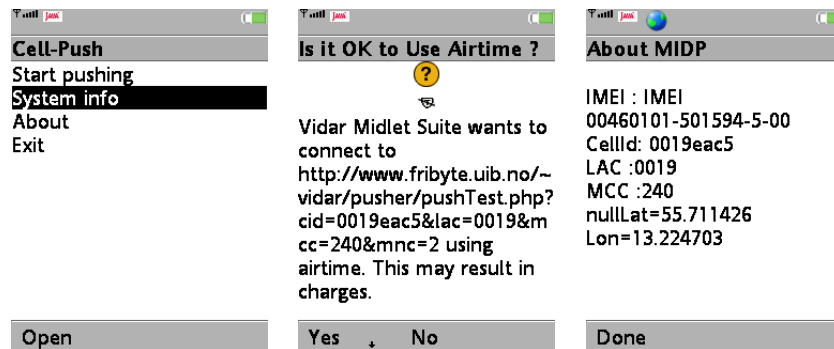 Java
Cell-Push
Start pushing
System info
About
Exit
Open
Java
Is it OK to Use Airtime ?
?
Vidar Midlet Suite wants to
connect to
http://www.fribyte.uib.no/~
vidar/pusher/pushTest.php?
cid=0019eac5&lac=0019&m
cc=240&mnc=2 using
airtime. This may result in
charges.
Yes No
Java
About MIDP
IMEI : IMEI
00460101-501594-5-00
CellId: 0019eac5
LAC :0019
MCC :240
nullLat=55.711426
Lon=13.224703
Done